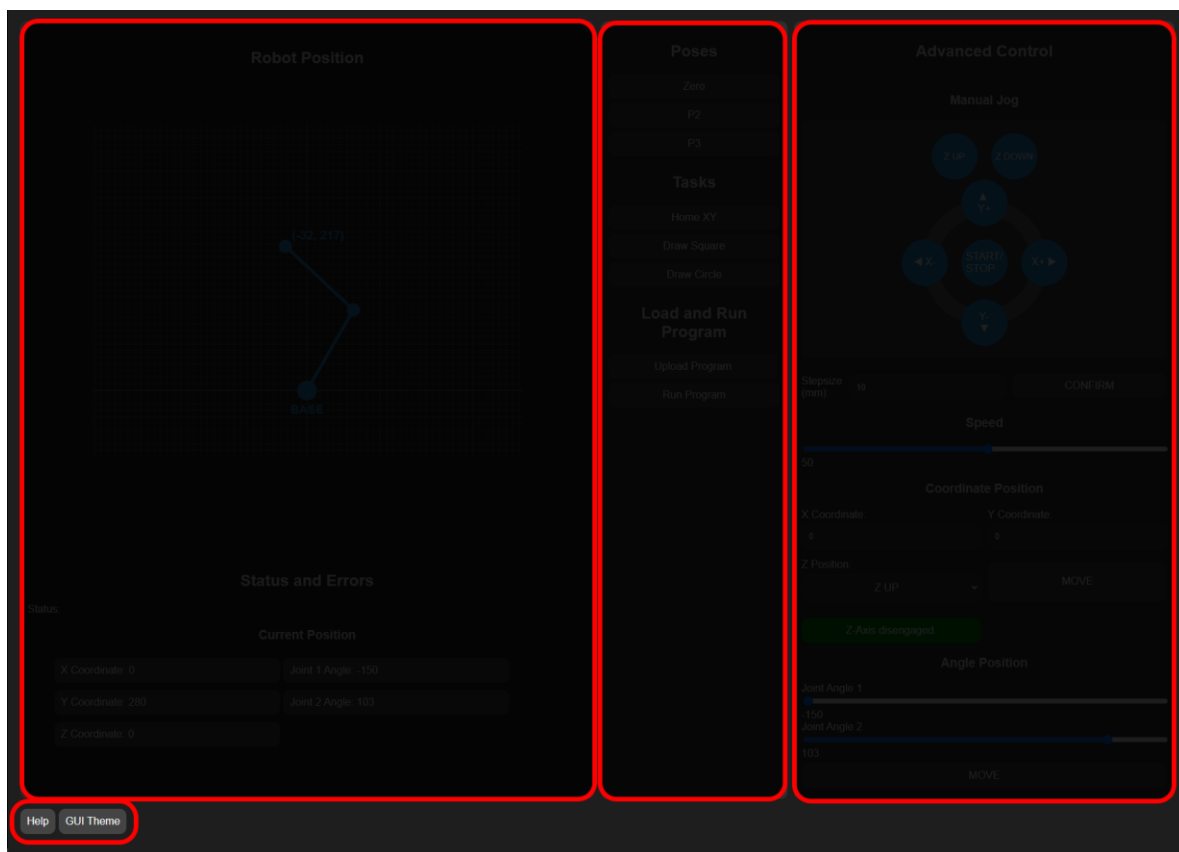 Robot Position
(-32, 217)
BASE
Status and Errors
Status:
Current Position
X Coordinate: 0
Joint 1 Angle: -150
Y Coordinate: 280
Joint 2 Angle: 103
Z Coordinate: 0
Poses
Zero
P2
P3
Tasks
Home XY
Draw Square
Draw Circle
Load and Run
Program
Upload Program
Run Program
Advanced Control
Manual Jog
Z UP
Z DOWN
▲
Y+
◀ X-
START/
STOP
X+ ▶
Y-
▼
Stepsize
(mm):
10
CONFIRM
Speed
50
Coordinate Position
X Coordinate:
Y Coordinate:
0
0
Z Position:
Z UP
MOVE
Z-Axis disengaged
Angle Position
Joint Angle 1
-150
Joint Angle 2
103
MOVE
Help
GUI Theme